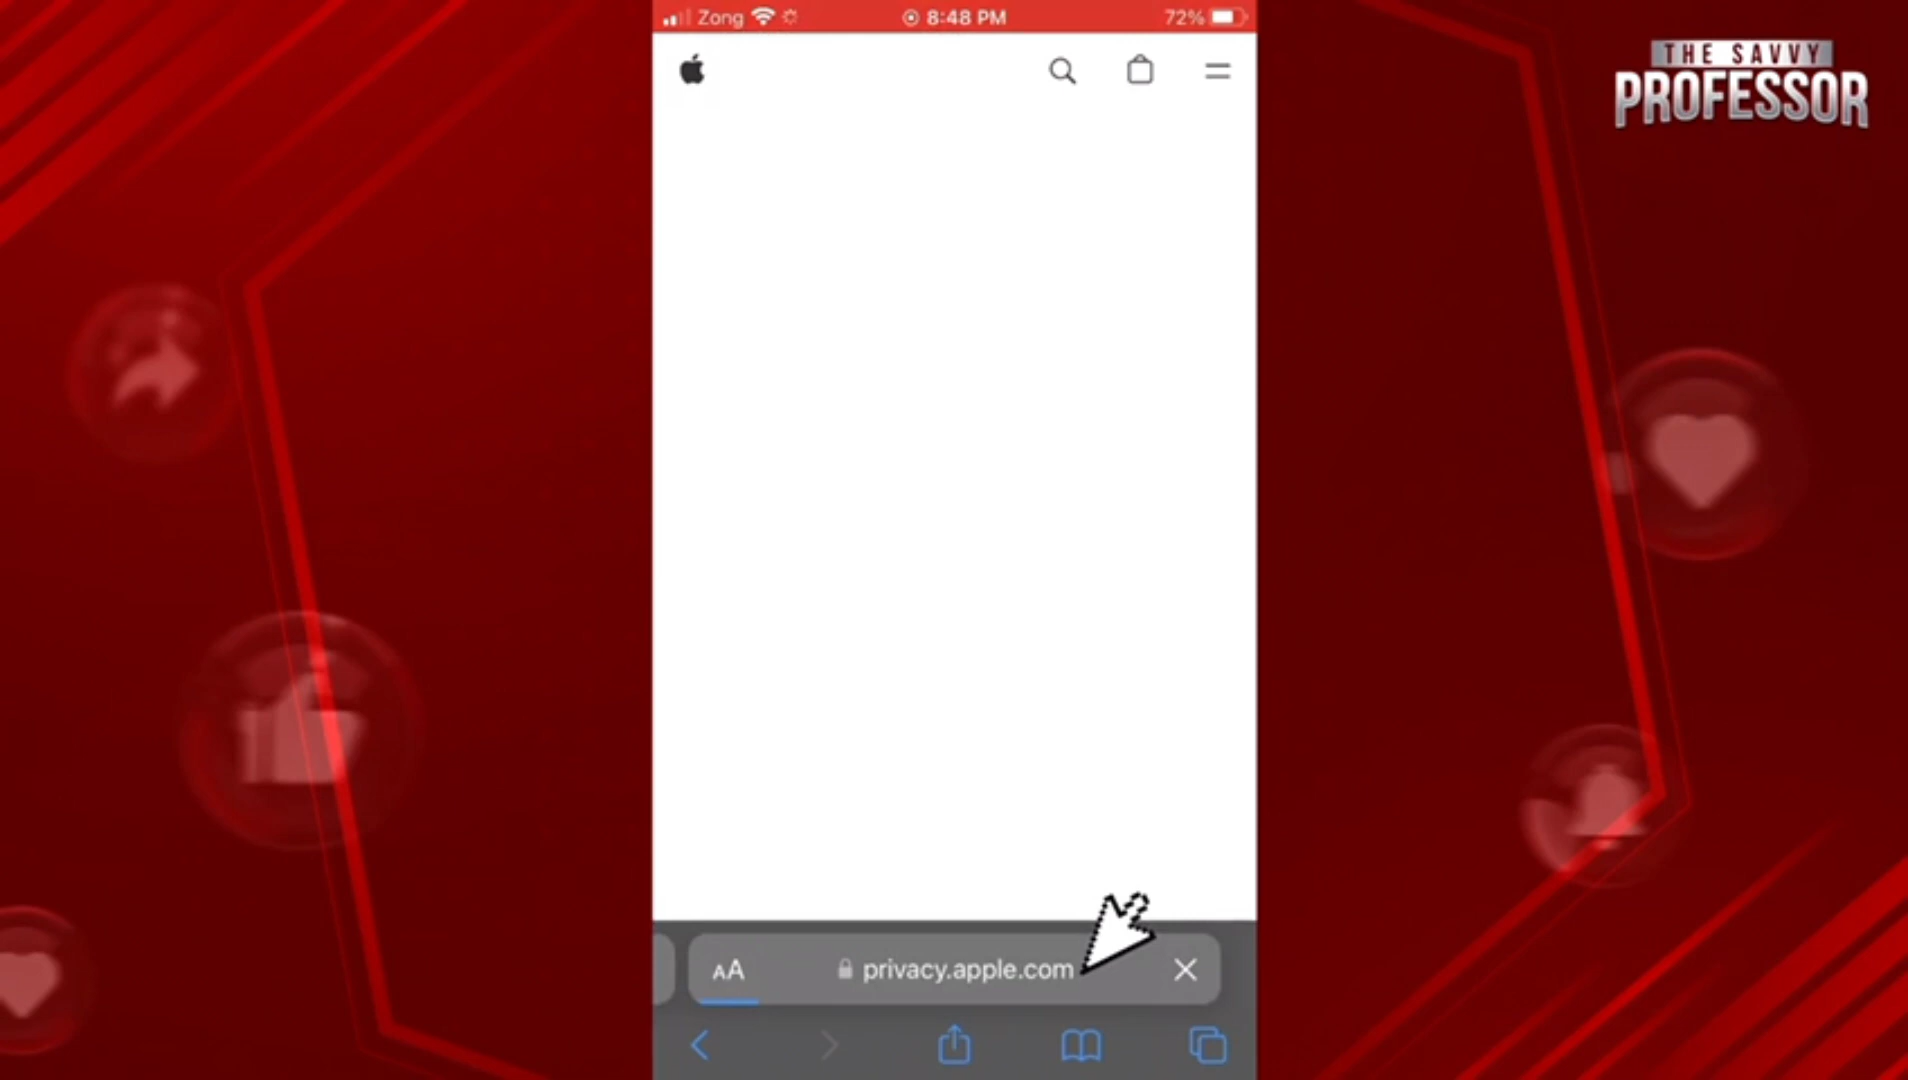 Zong
8:48 PM
72%
THE SAVVY
PROFESSOR
AA
privacy.apple.com